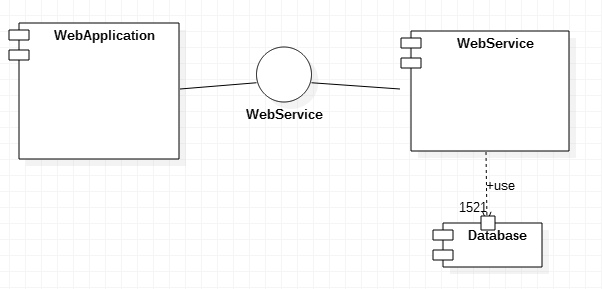 WebApplication
WebService
WebService
+use
1521
Database